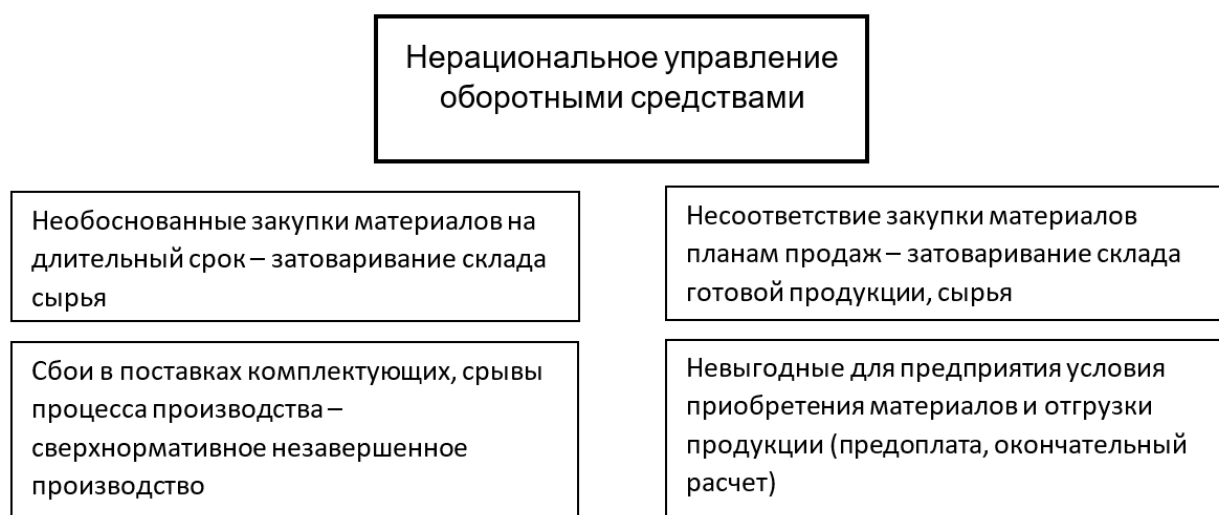 Нерациональное управление
оборотными средствами
Необоснованные закупки материалов на
длительный срок – затоваривание склада
сырья
Несоответствие закупки материалов
планам продаж – затоваривание склада
готовой продукции, сырья
Сбои в поставках комплектующих, срывы
процесса производства –
сверхнормативное незавершенное
производство
Невыгодные для предприятия условия
приобретения материалов и отгрузки
продукции (предоплата, окончательный
расчет)